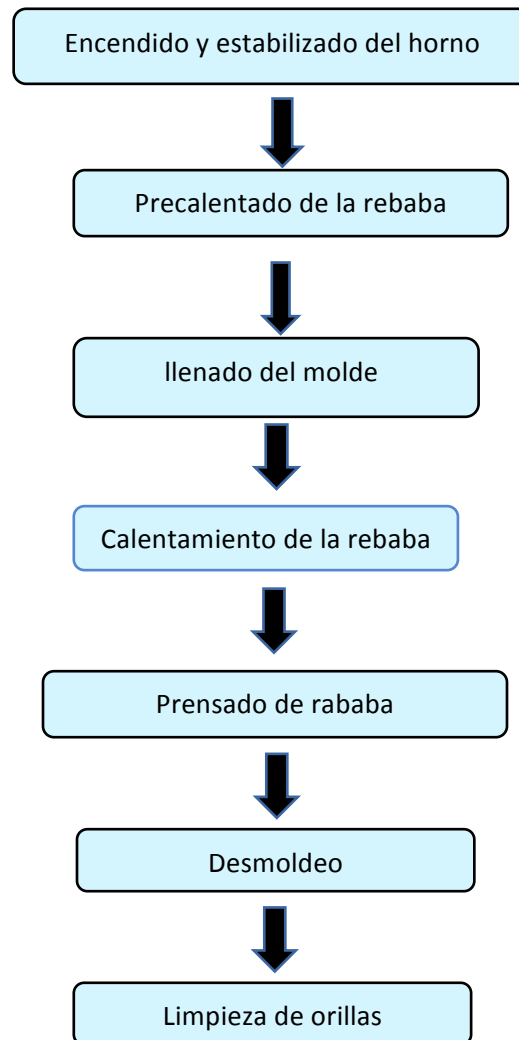 Encendido y estabilizado del horno
Precalentado de la rebaba
llenado del molde
Calentamiento de la rebaba
Prensado de rababa
Desmoldeo
Limpieza de orillas